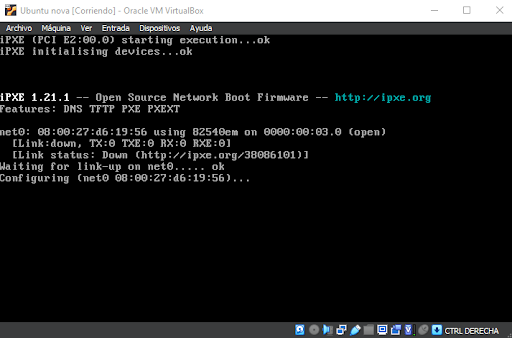 Ubuntu nova [Corriendo] - Oracle VM VirtualBox
Archivo Máquina Ver Entrada Dispositivos Ayuda
iPXE (PCI E2:00.0) starting execution...ok
iPXE initialising devices...ok
iPXE 1.21.1 -- Open Source Network Boot Firmware -- http://ipxe.org
Features: DNS TFTP PXE PXEXT
net0: 08:00:27:d6:19:56 using 82540em on 0000:00:03.0 (open)
[Link:down, TX:0 TXE:0 RX:0 RXE:0]
[Link status: Down (http://ipxe.org/38086101)]
Waiting for link-up on net0..... ok
Configuring (net0 08:00:27:d6:19:56)...
CTRL DERECHA